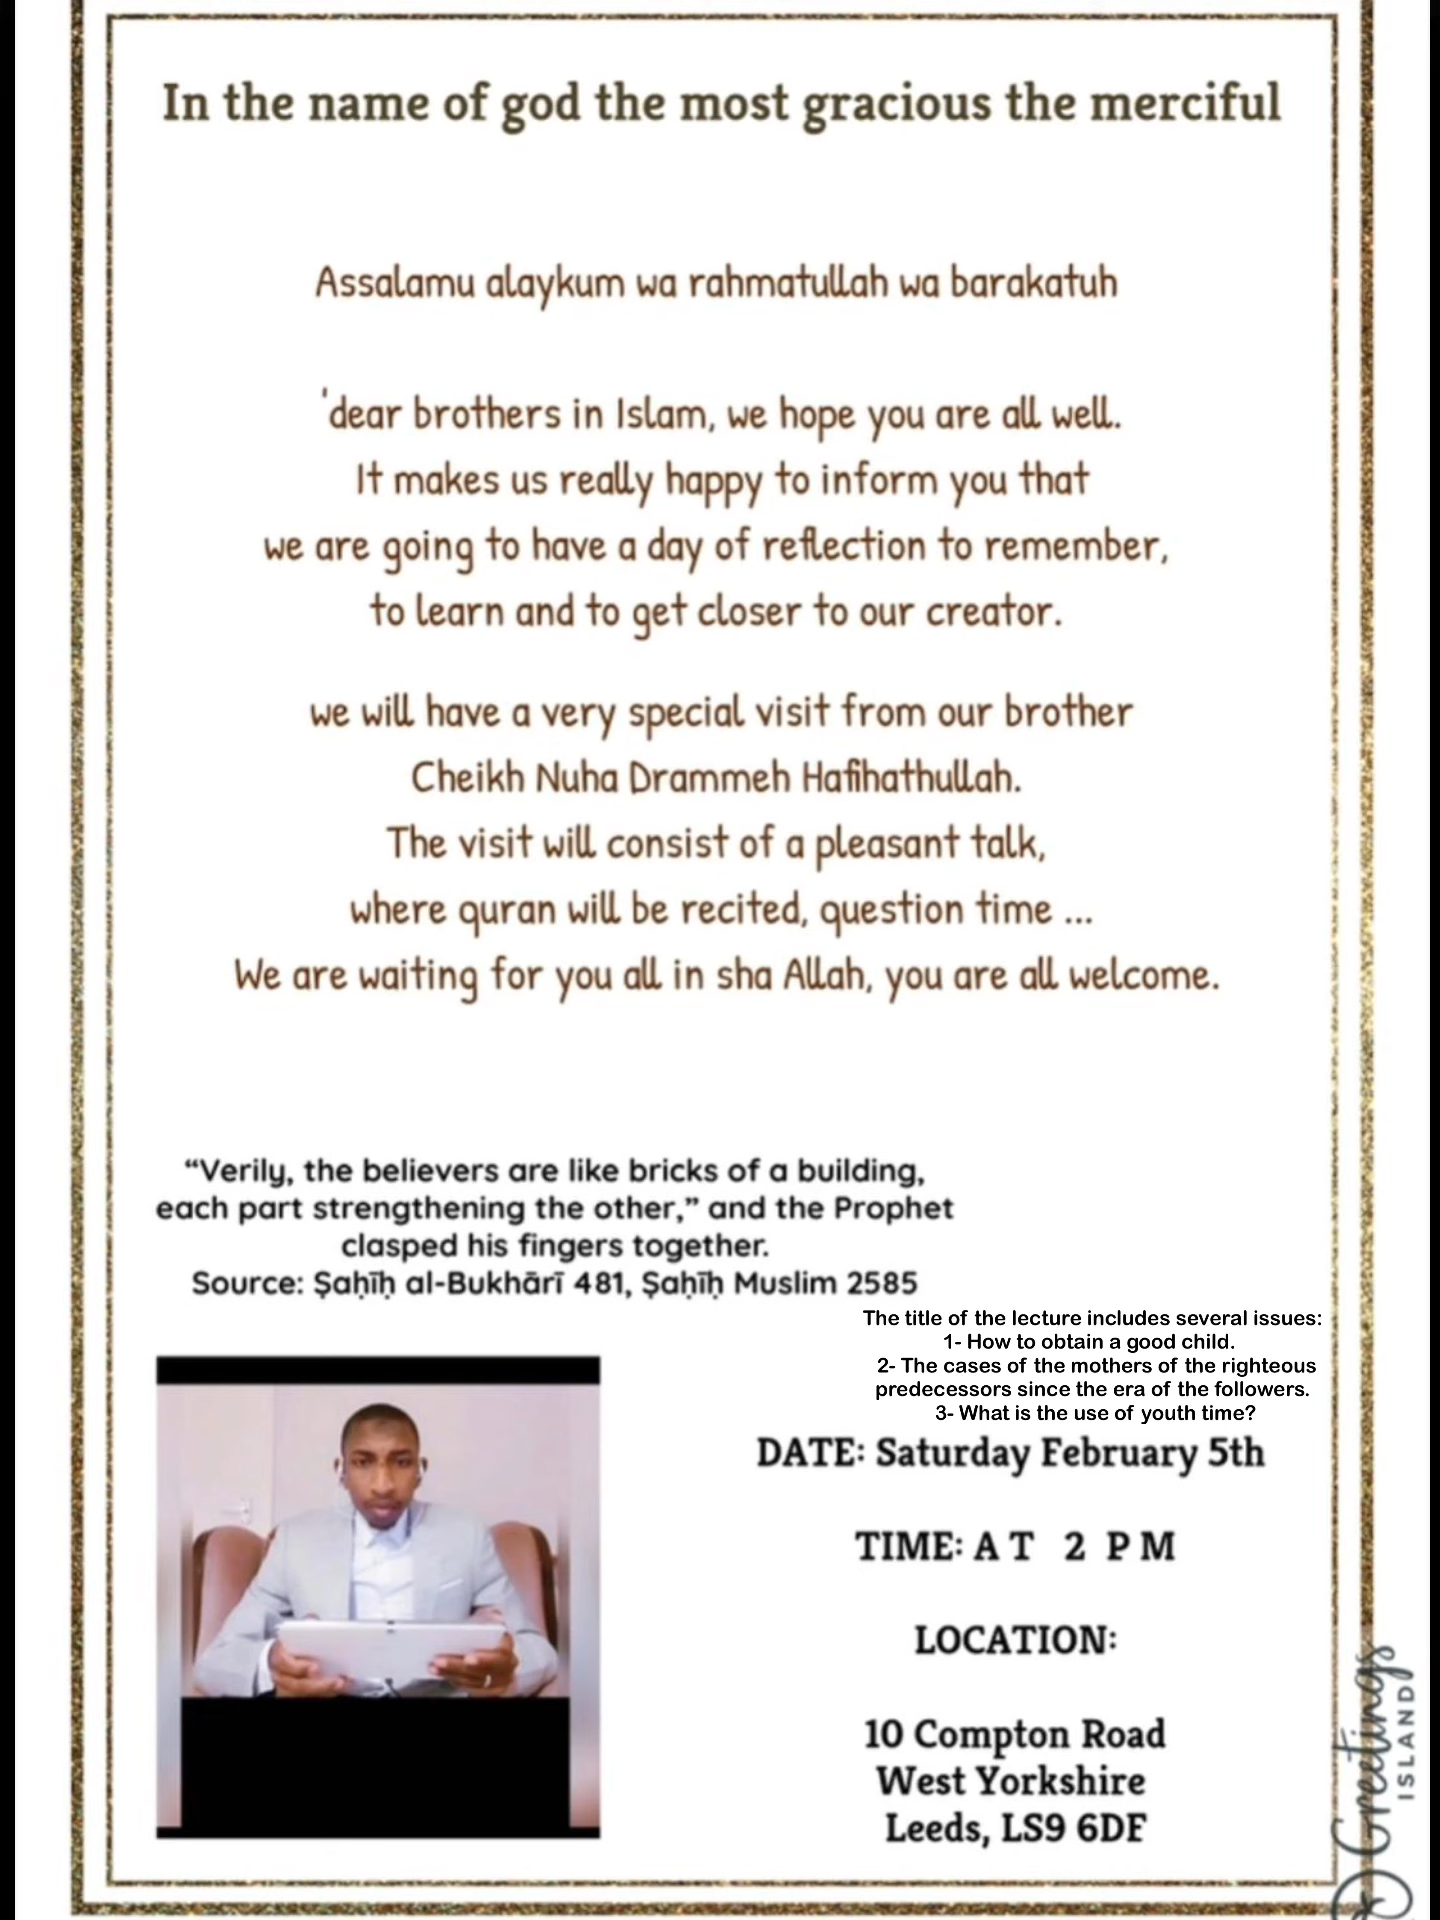 In the name of god the most gracious the merciful
Assalamu alaykum wa rahmatullah wa barakatuh
'dear brothers in Islam, we hope you are all well.
It makes us really happy to inform you that
we are going to have a day of reflection to remember,
to learn and to get closer to our creator.
we will have a very special visit from our brother
Cheikh Nuha Drammeh Hafihathullah.
The visit will consist of a pleasant talk,
where quran will be recited, question time ...
We are waiting for you all in sha Allah, you are all welcome.
“Verily, the believers are like bricks of a building,
each part strengthening the other,” and the Prophet
clasped his fingers together.
Source: Ṣaḥīḥ al-Bukhārī 481, Ṣaḥīḥ Muslim 2585
The title of the lecture includes several issues:
1- How to obtain a good child.
2- The cases of the mothers of the righteous
predecessors since the era of the followers.
3- What is the use of youth time?
DATE: Saturday February 5th
TIME: AT 2 PM
LOCATION:
10 Compton Road
West Yorkshire
Leeds, LS9 6DF
Greetings
ISLAND